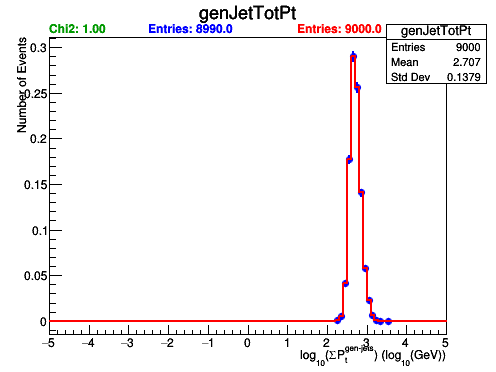 genJetTotPt
Chi2: 1.00 Entries: 8990.0 Entries: 9000.0
genJetTotPt
Entries 9000
Mean 2.707
Std Dev 0.1379
Number of Events
0.3
0.25
0.2
0.15
0.1
0.05
0
−5 −4 −3 −2 −1 0 1 2 3 4 5
log10(ΣPt gen-jets) (log10(GeV))